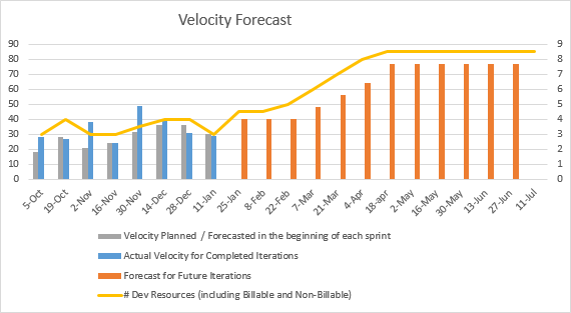 Velocity Forecast
90 9
80 8
70 7
60 6
50 5
40 4
30 3
20 2
10 1
0 0
5-Oct 19-Oct 2-Nov 16-Nov 30-Nov 14-Dec 28-Dec 11-Jan 25-Jan 8-Feb 22-Feb 7-Mar 21-Mar 4-Apr 18-apr 2-May 16-May 30-May 13-Jun 27-Jun 11-Jul
Velocity Planned / Forecasted in the beginning of each sprint
Actual Velocity for Completed Iterations
Forecast for Future Iterations
# Dev Resources (including Billable and Non-Billable)